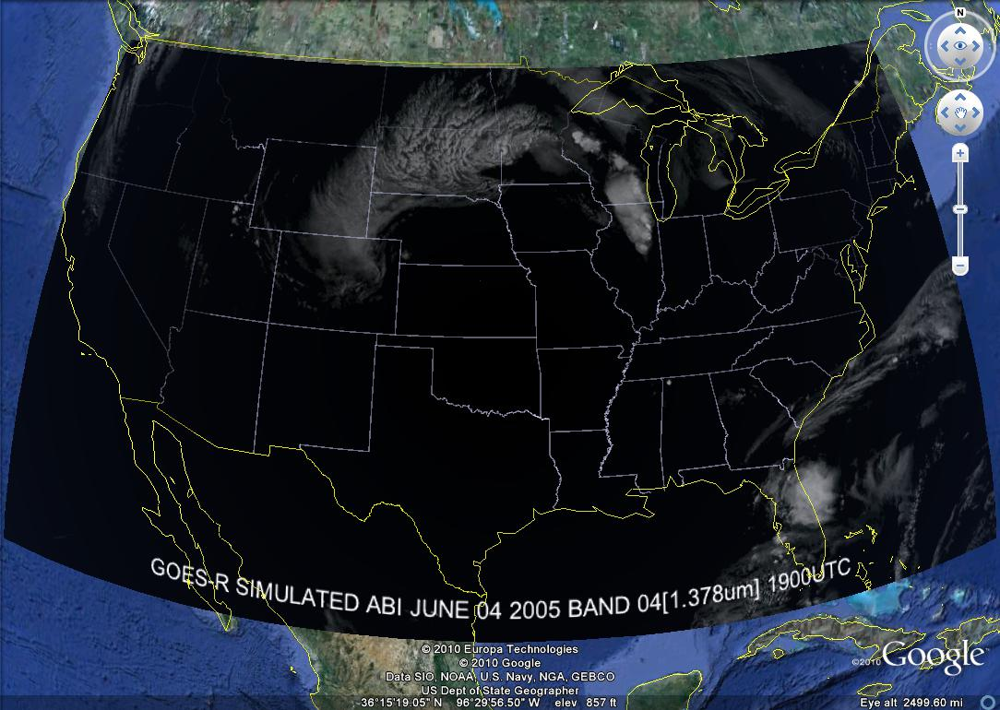 N
GOES-R SIMULATED ABI JUNE 04 2005 BAND 04[1.378um] 1900UTC
© 2010 Europa Technologies
© 2010 Google
Data SIO, NOAA, U.S. Navy, NGA, GEBCO
US Dept of State Geographer
©2010 Google
36°15'19.05" N 96°29'56.50" W elev 857 ft
Eye alt 2499.60 mi